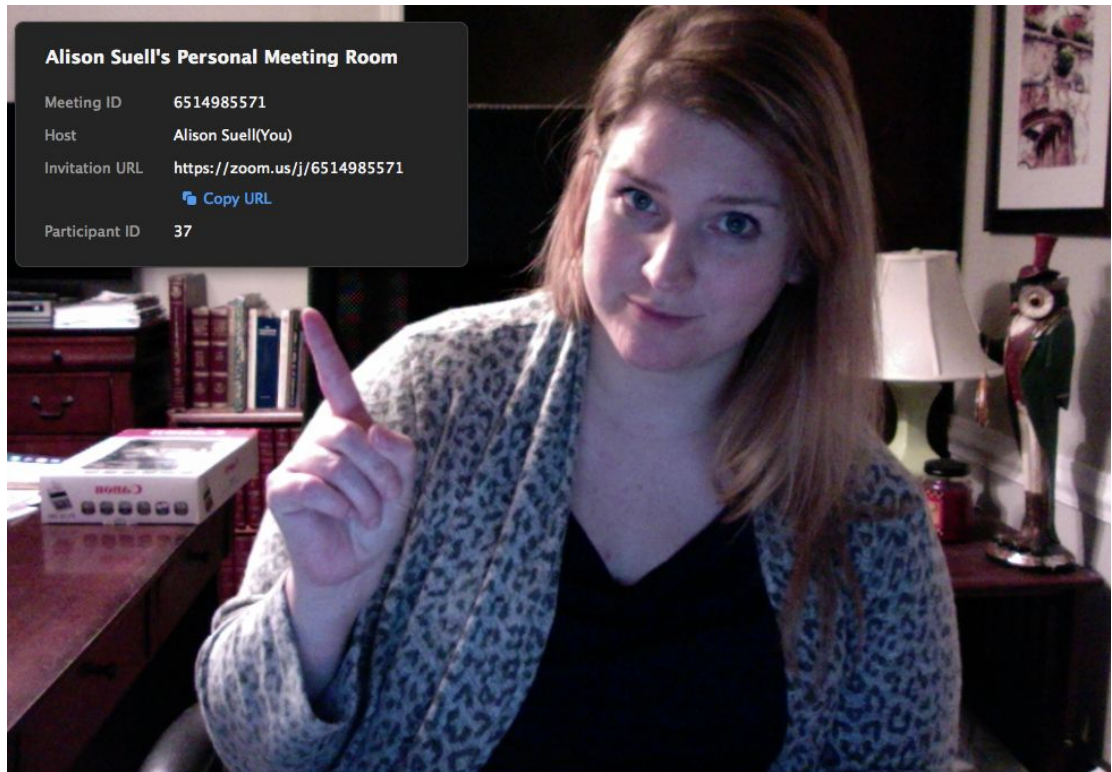 Alison Suell's Personal Meeting Room
Meeting ID 6514985571
Host Alison Suell(You)
Invitation URL https://zoom.us/j/6514985571
Copy URL
Participant ID 37
Canon